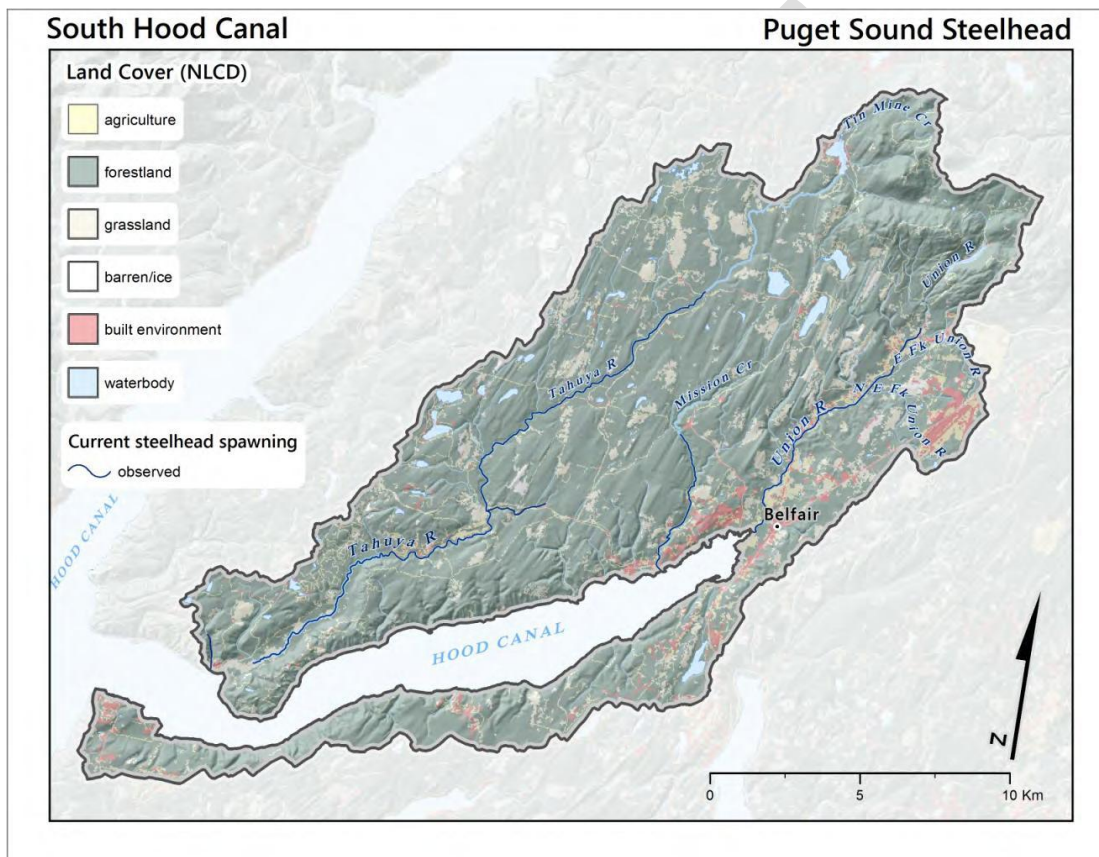 South Hood Canal
Puget Sound Steelhead
Land Cover (NLCD)
agriculture
forestland
grassland
barren/ice
built environment
waterbody
Current steelhead spawning
observed
Tin Mine Cr
Union R
E Fk Union R
N E Fk Union R
Mission Cr
Tahuya R
Union R
Belfair
Tahuya R
HOOD CANAL
HOOD CANAL
N
0 5 10 Km